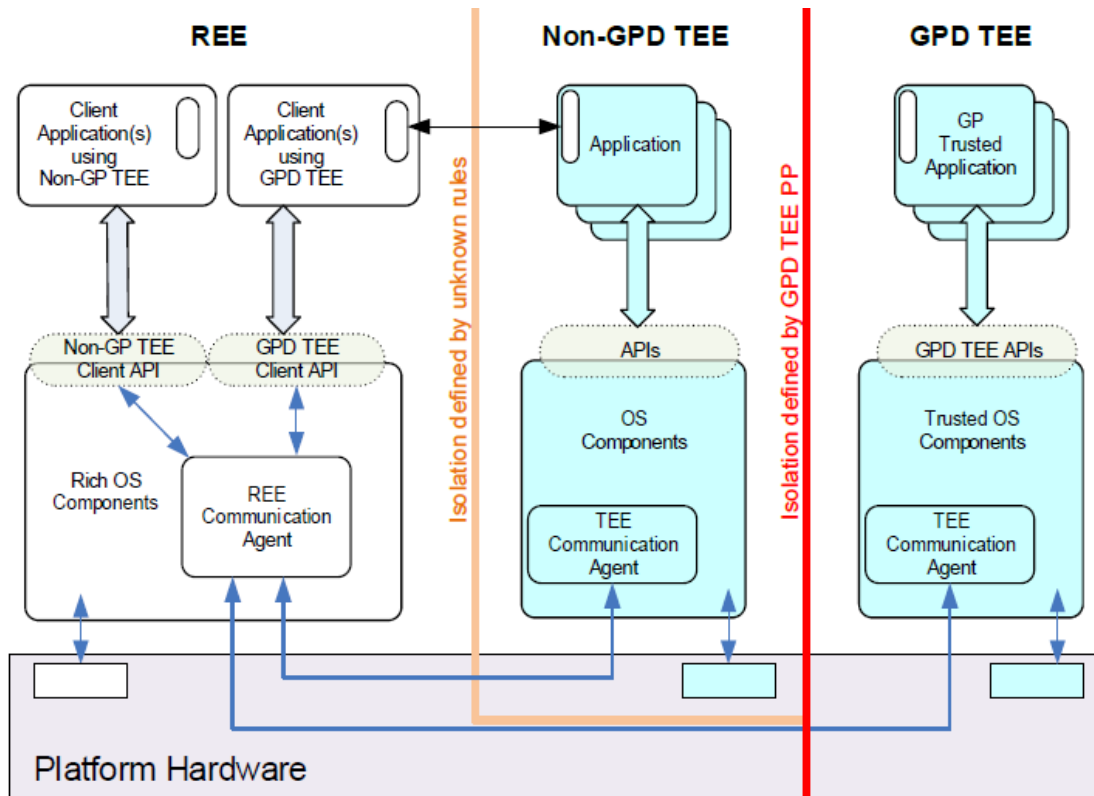 REE
Non-GPD TEE
GPD TEE
Client
Application(s)
using
Non-GP TEE
Client
Application(s)
using
GPD TEE
Application
GP
Trusted
Application
Isolation defined by unknown rules
Isolation defined by GPD TEE PP
Non-GP TEE
Client API
GPD TEE
Client API
APIs
GPD TEE APIs
Rich OS
Components
REE
Communication
Agent
OS
Components
TEE
Communication
Agent
Trusted OS
Components
TEE
Communication
Agent
Platform Hardware